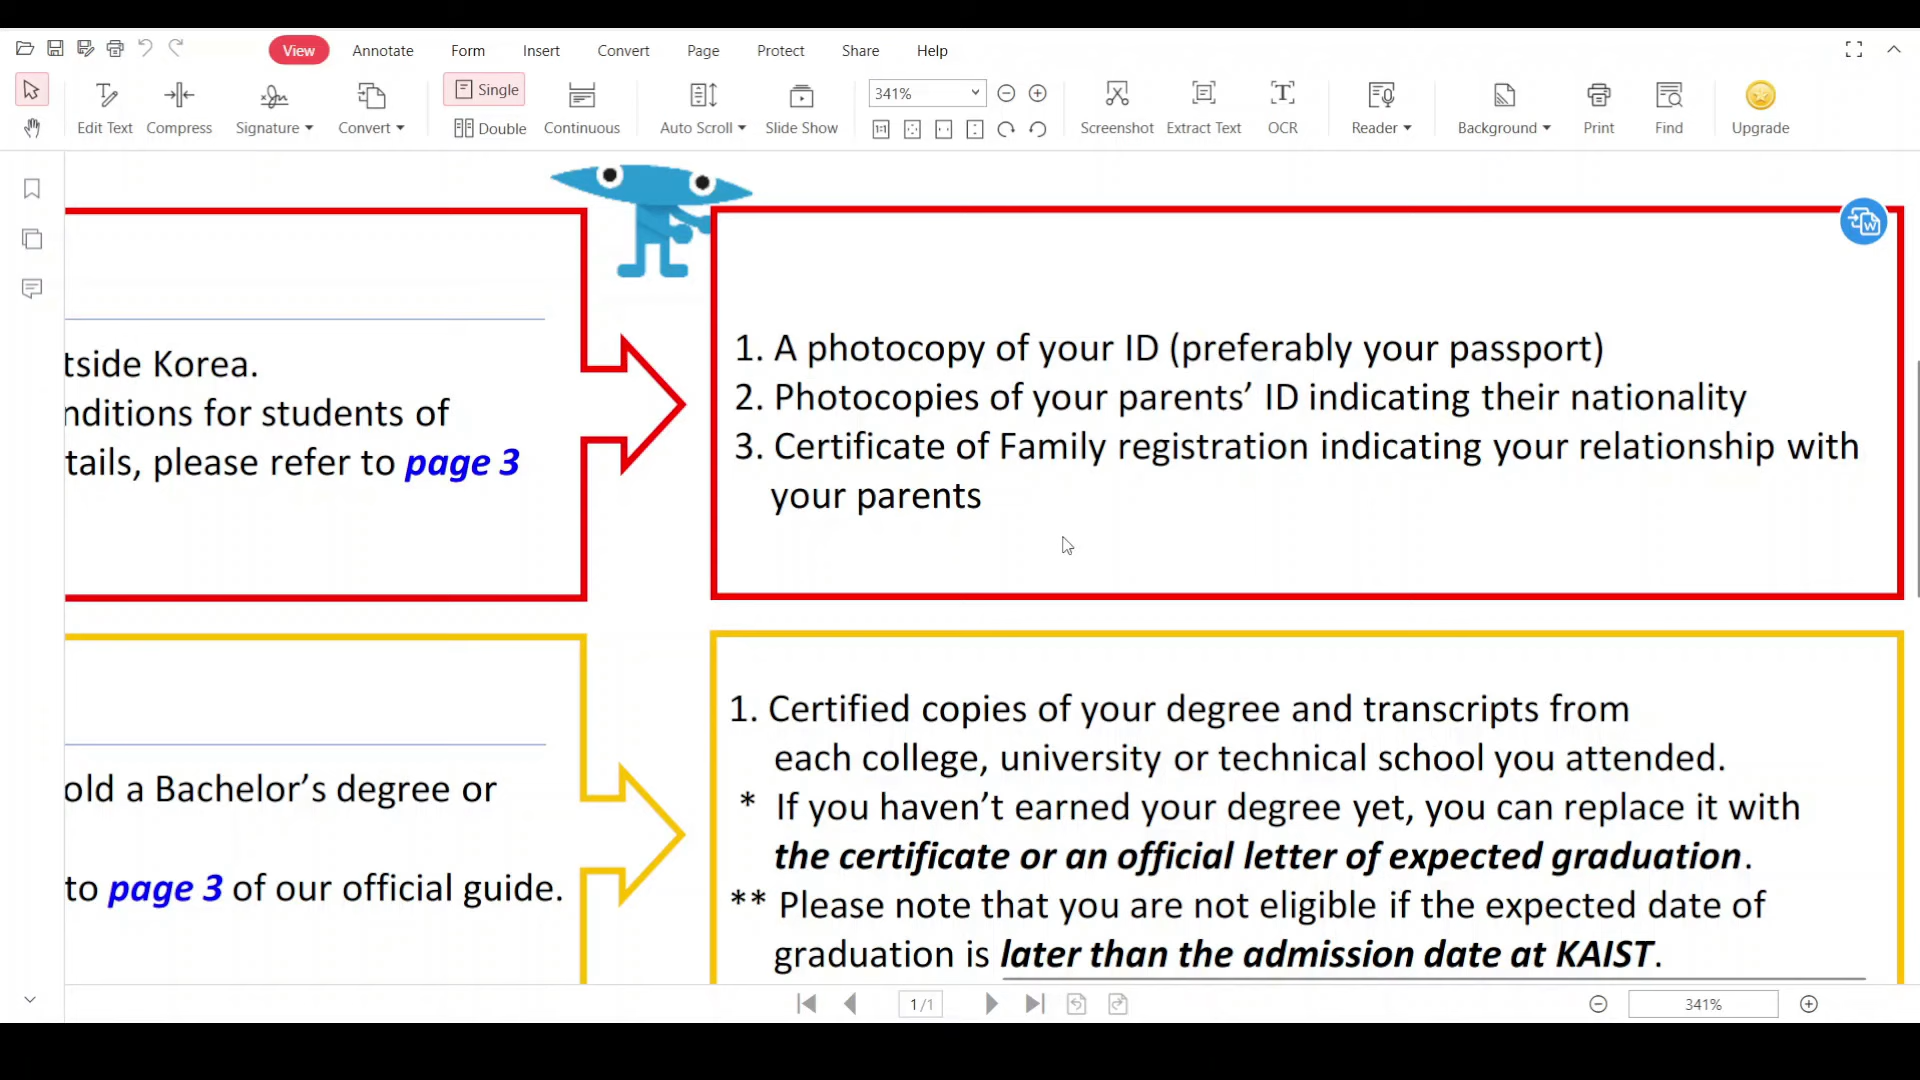 View Annotate Form Insert Convert Page Protect Share Help
Single
341%
Edit Text Compress Signature Convert Double Continuous Auto Scroll Slide Show Screenshot Extract Text OCR Reader Background Print Find Upgrade
tside Korea.
nditions for students of
tails, please refer to page 3
1. A photocopy of your ID (preferably your passport)
2. Photocopies of your parents’ ID indicating their nationality
3. Certificate of Family registration indicating your relationship with
your parents
old a Bachelor’s degree or
to page 3 of our official guide.
1. Certified copies of your degree and transcripts from
each college, university or technical school you attended.
* If you haven’t earned your degree yet, you can replace it with
the certificate or an official letter of expected graduation.
** Please note that you are not eligible if the expected date of
graduation is later than the admission date at KAIST.
1/1
341%